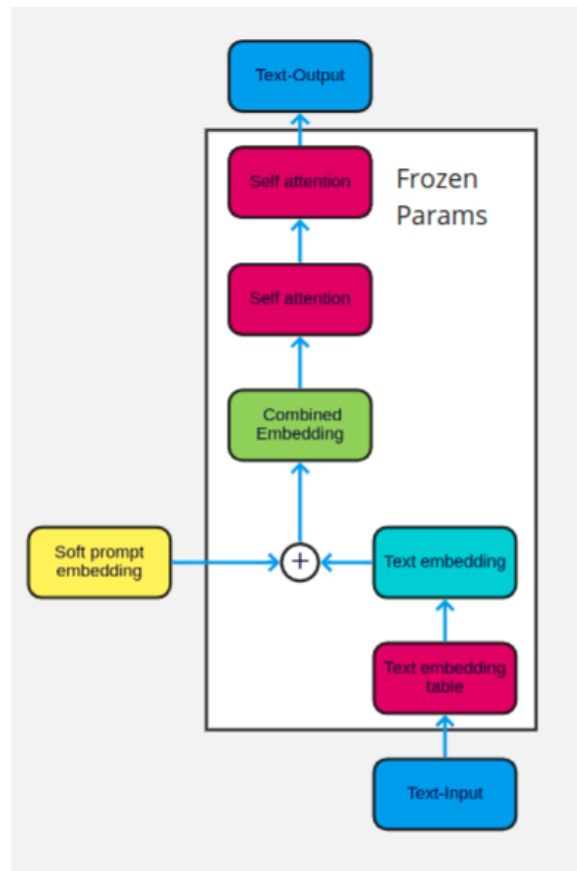 Text-Output
Self attention
Frozen
Params
Self attention
Combined
Embedding
Soft prompt
embedding
+
Text embedding
Text embedding
table
Text-Input